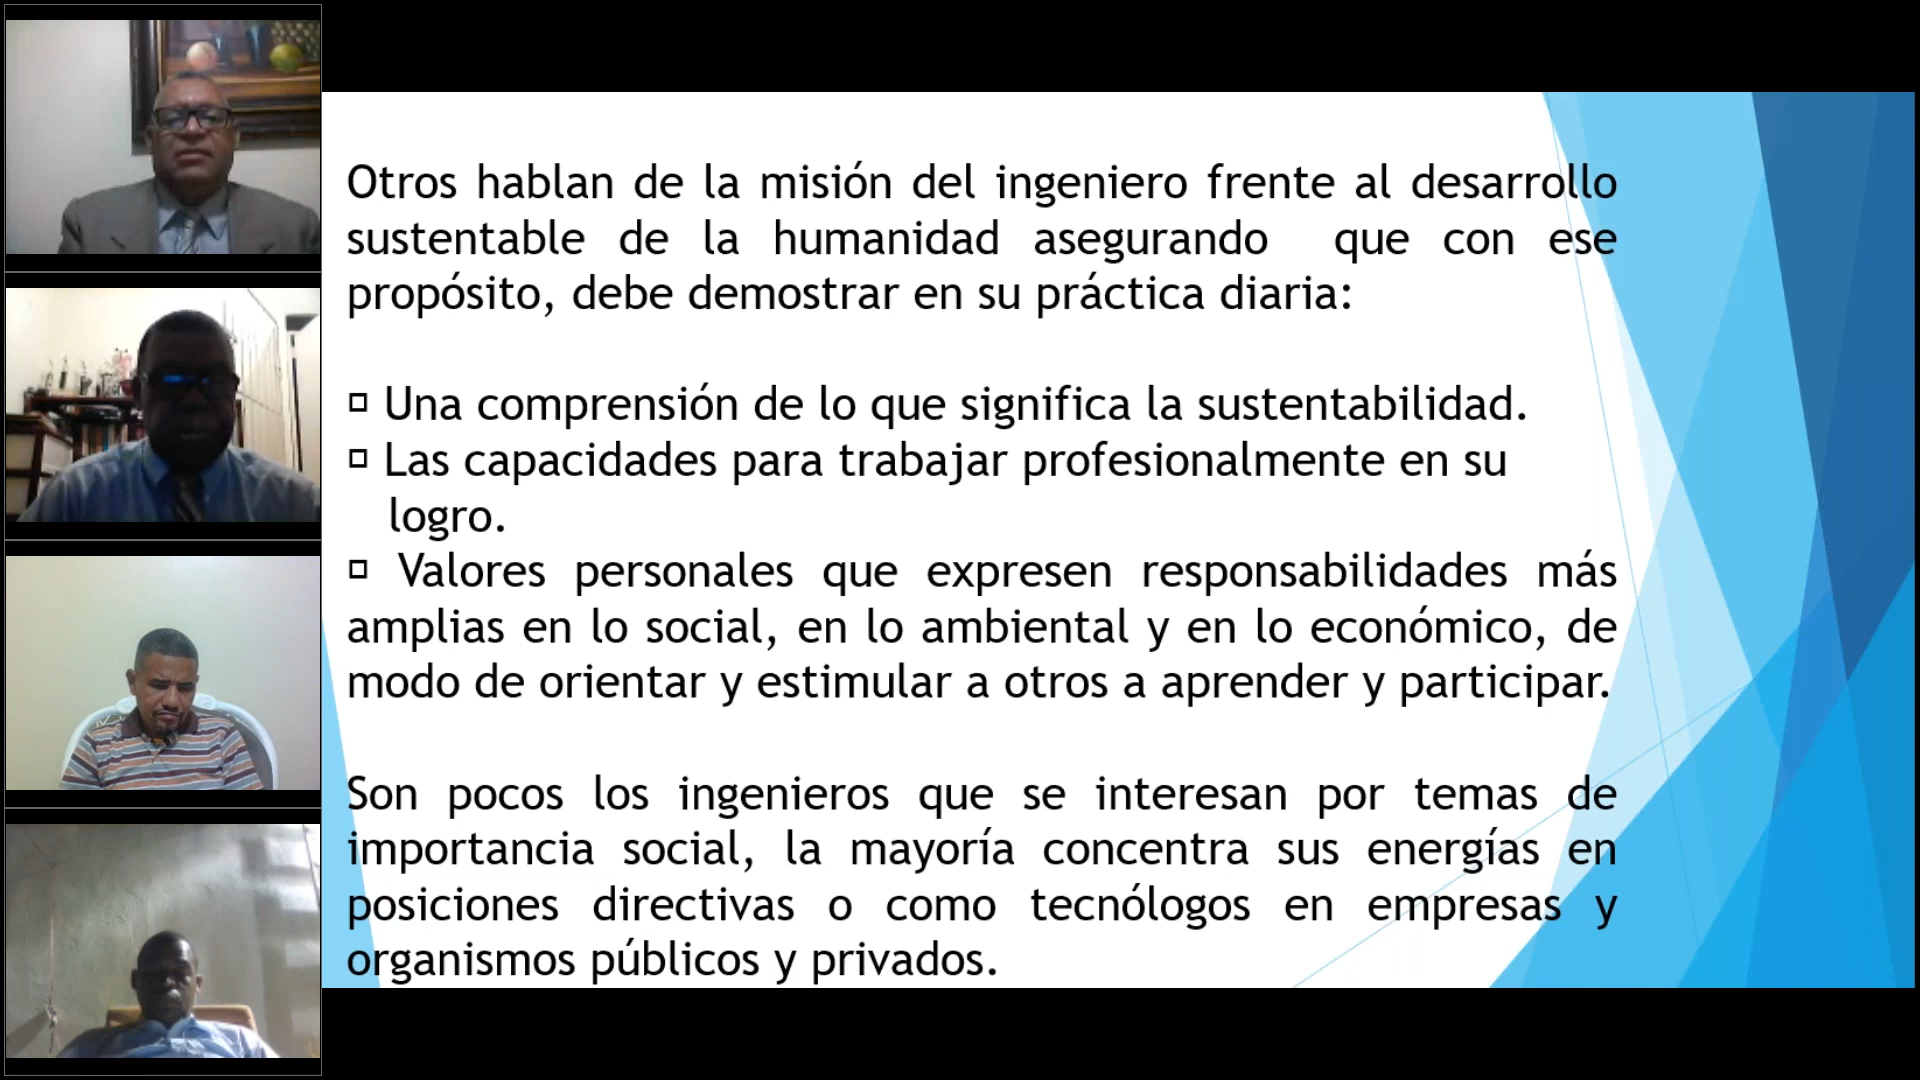 Otros hablan de la misión del ingeniero frente al desarrollo
sustentable de la humanidad asegurando que con ese
propósito, debe demostrar en su práctica diaria:
Una comprensión de lo que significa la sustentabilidad.
Las capacidades para trabajar profesionalmente en su
logro.
Valores personales que expresen responsabilidades más
amplias en lo social, en lo ambiental y en lo económico, de
modo de orientar y estimular a otros a aprender y participar.
Son pocos los ingenieros que se interesan por temas de
importancia social, la mayoría concentra sus energías en
posiciones directivas o como tecnólogos en empresas y
organismos públicos y privados.